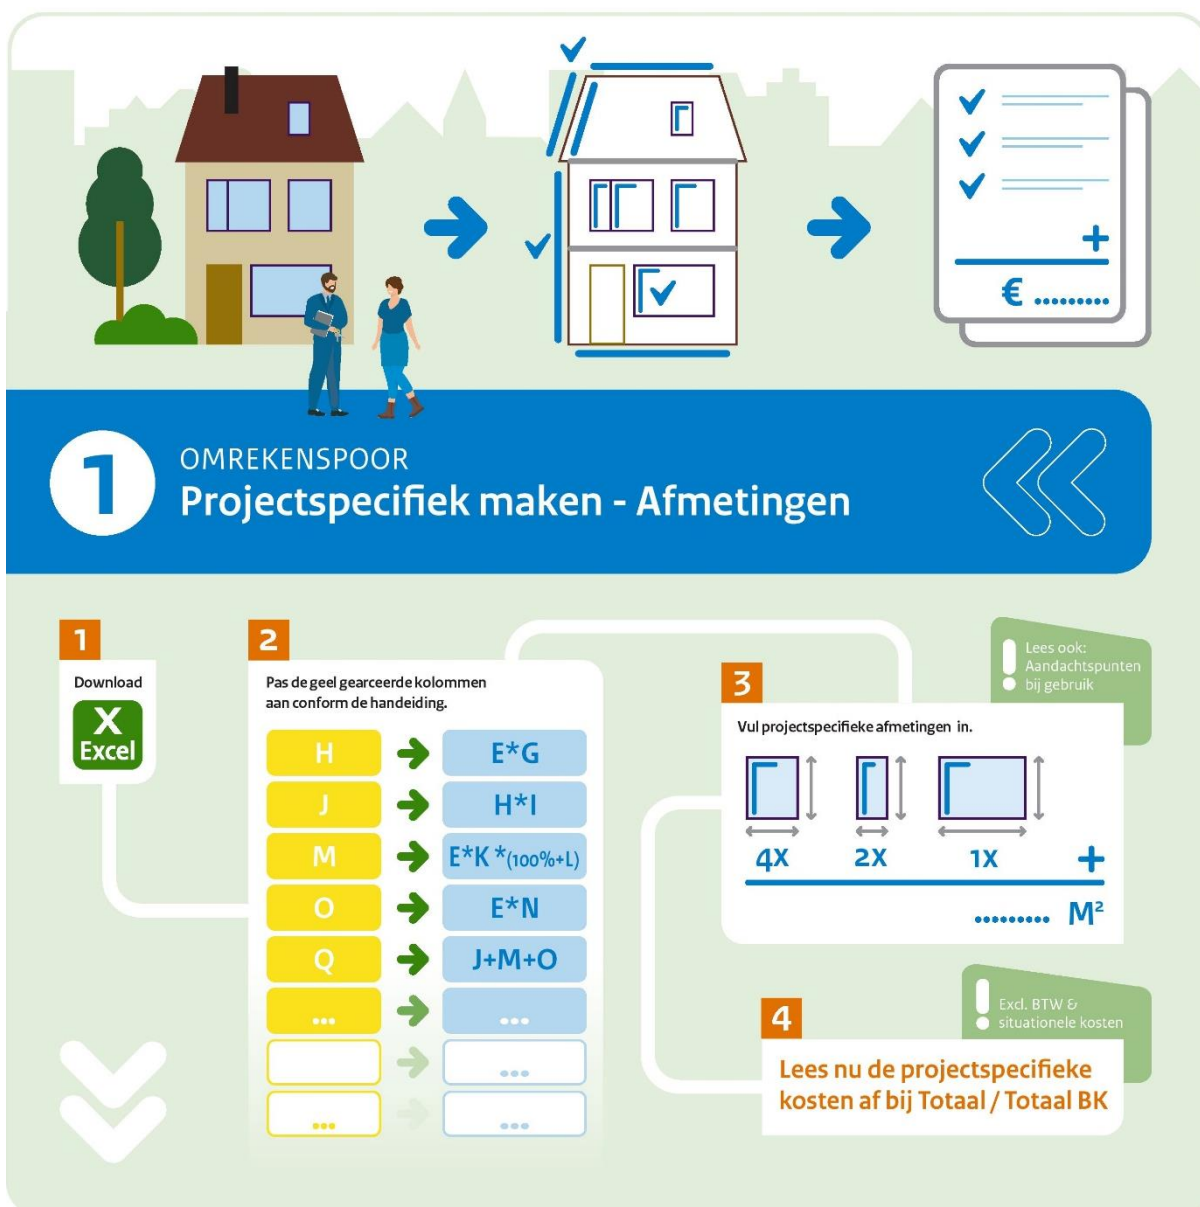 € .........
1
OMREKENSPOOR
Projectspecifiek maken - Afmetingen
1
Download
X
Excel
2
Pas de geel gearceerde kolommen
aan conform de handeiding.
H E*G
J H*I
M E*K *(100%+L)
O E*N
Q J+M+O
... ...
...
... ...
3
Lees ook:
Aandachtspunten
bij gebruik
Vul projectspecifieke afmetingen in.
4X 2X 1X +
......... M²
4
Excl. BTW &
situationele kosten
Lees nu de projectspecifieke
kosten af bij Totaal / Totaal BK